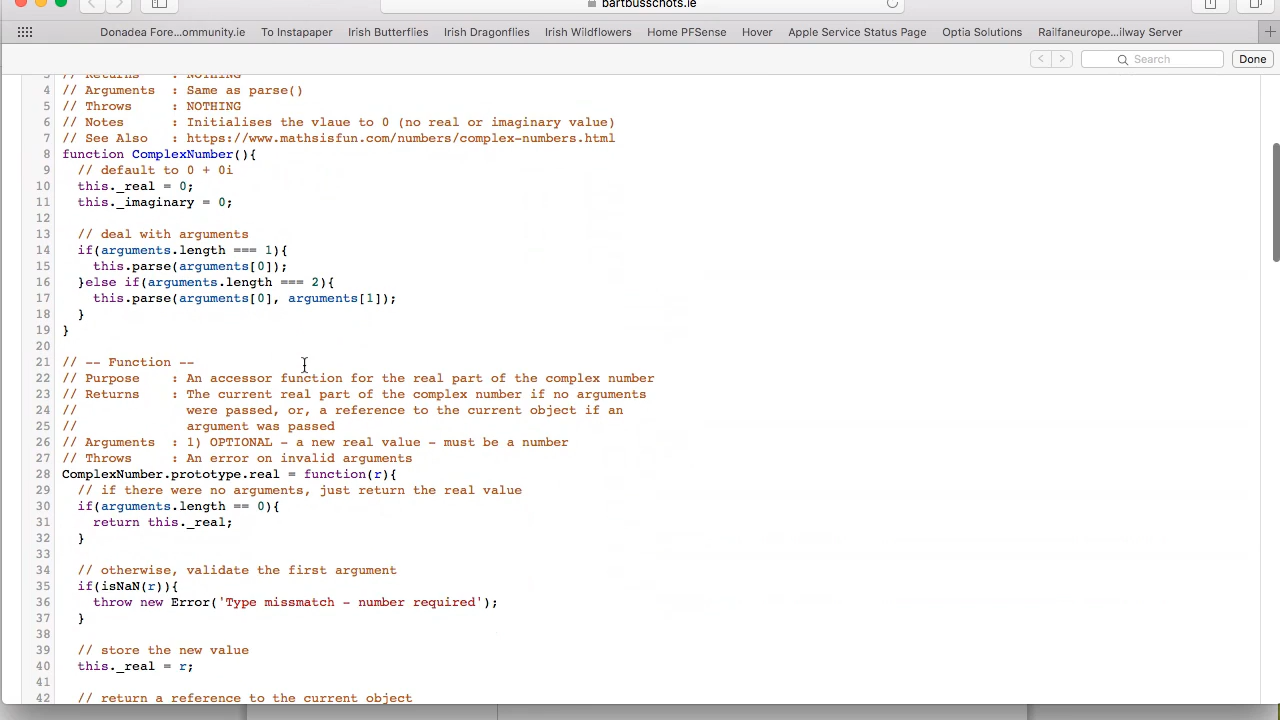 bartbusschots.ie
Donadea Fore...ommunity.ie To Instapaper Irish Butterflies Irish Dragonflies Irish Wildflowers Home PFSense Hover Apple Service Status Page Optia Solutions Railfaneurope...ilway Server
Search Done
3 // Returns : NOTHING
4 // Arguments : Same as parse()
5 // Throws : NOTHING
6 // Notes : Initialises the vlaue to 0 (no real or imaginary value)
7 // See Also : https://www.mathsisfun.com/numbers/complex-numbers.html
8 function ComplexNumber(){
9 // default to 0 + 0i
10 this._real = 0;
11 this._imaginary = 0;
12
13 // deal with arguments
14 if(arguments.length === 1){
15 this.parse(arguments[0]);
16 }else if(arguments.length === 2){
17 this.parse(arguments[0], arguments[1]);
18 }
19 }
20
21 // -- Function --
22 // Purpose : An accessor function for the real part of the complex number
23 // Returns : The current real part of the complex number if no arguments
24 // were passed, or, a reference to the current object if an
25 // argument was passed
26 // Arguments : 1) OPTIONAL - a new real value - must be a number
27 // Throws : An error on invalid arguments
28 ComplexNumber.prototype.real = function(r){
29 // if there were no arguments, just return the real value
30 if(arguments.length == 0){
31 return this._real;
32 }
33
34 // otherwise, validate the first argument
35 if(isNaN(r)){
36 throw new Error('Type missmatch - number required');
37 }
38
39 // store the new value
40 this._real = r;
41
42 // return a reference to the current object